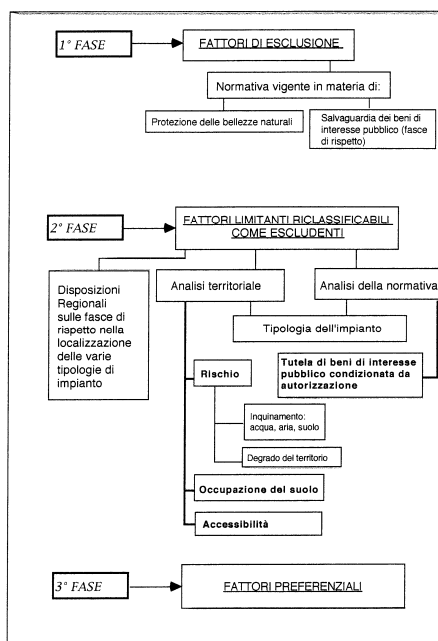 1° FASE
FATTORI DI ESCLUSIONE
Normativa vigente in materia di:
Protezione delle bellezze naturali
Salvaguardia dei beni di
interesse pubblico (fasce
di rispetto)
2° FASE
FATTORI LIMITANTI RICLASSIFICABILI
COME ESCLUDENTI
Disposizioni
Regionali
sulle fasce di
rispetto nella
localizzazione
delle varie
tipologie di
impianto
Analisi territoriale
Analisi della normativa
Tipologia dell'impianto
Tutela di beni di interesse
pubblico condizionata da
autorizzazione
Rischio
Inquinamento:
acqua, aria, suolo
Degrado del territorio
Occupazione del suolo
Accessibilità
3° FASE
FATTORI PREFERENZIALI